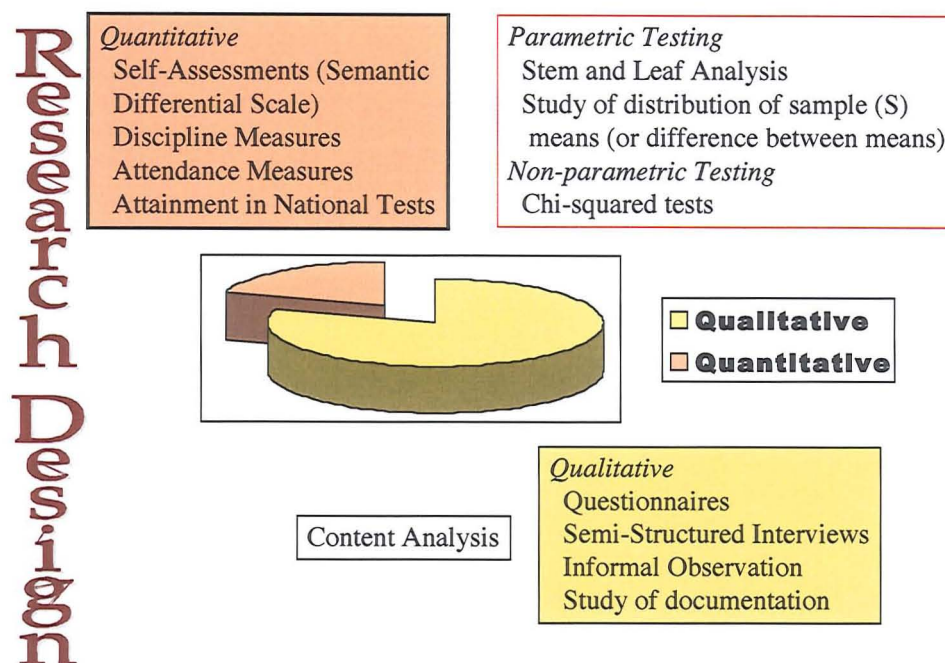 Research Design
Quantitative
Self-Assessments (Semantic
Differential Scale)
Discipline Measures
Attendance Measures
Attainment in National Tests
Parametric Testing
Stem and Leaf Analysis
Study of distribution of sample (S)
means (or difference between means)
Non-parametric Testing
Chi-squared tests
Qualitative
Quantitative
Content Analysis
Qualitative
Questionnaires
Semi-Structured Interviews
Informal Observation
Study of documentation